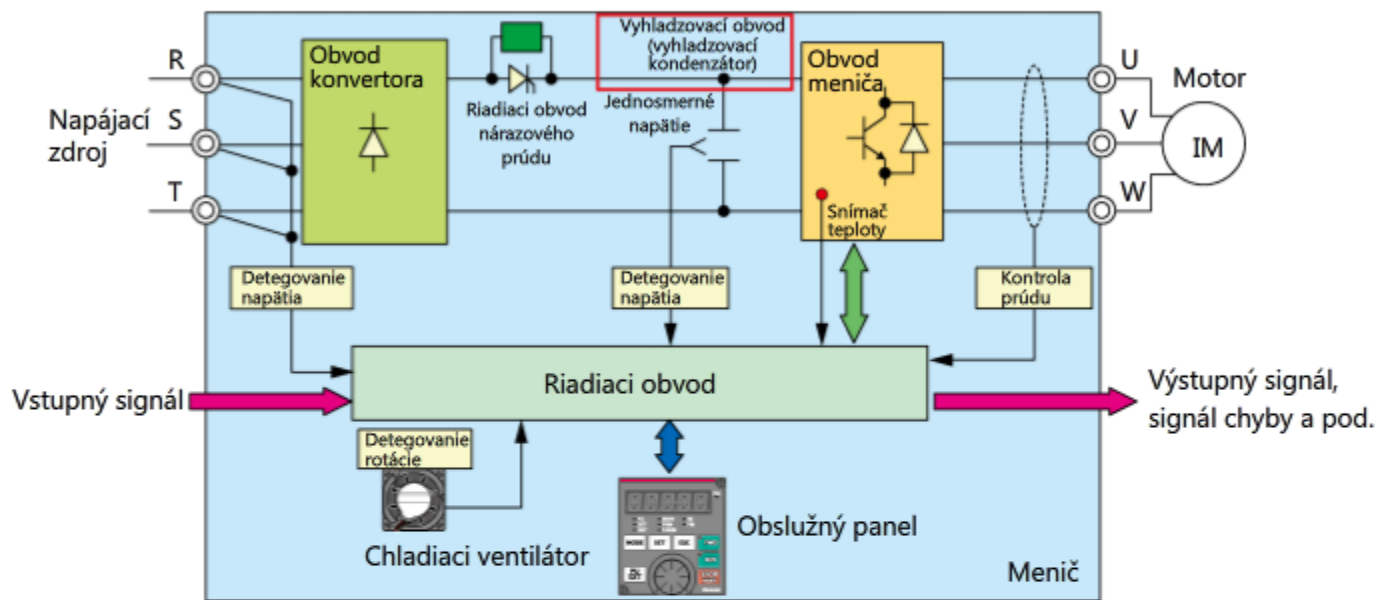 Vyhladzovací obvod
(vyhladzovací
kondenzátor)
Obvod
konvertora
Obvod
meniča
R
U
Motor
Riadiaci obvod
nárazového
prúdu
Jednosmerné
napätie
Napájací
zdroj
S
V
IM
T
W
Snímač
teploty
Detegovanie
napätia
Detegovanie
napätia
Kontrola
prúdu
Riadiaci obvod
Vstupný signál
Výstupný signál,
signál chyby a pod.
Detegovanie
rotácie
MODE
SET
Obslužný panel
Chladiaci ventilátor
Menič